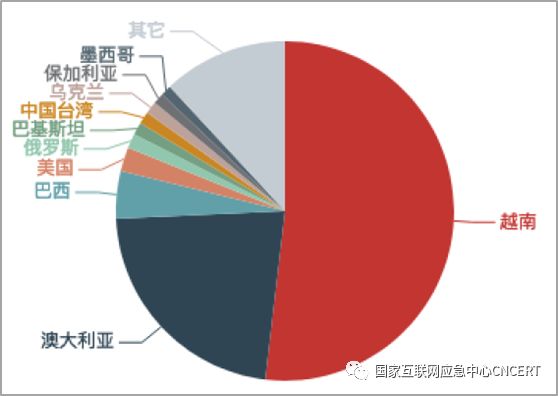 其它
墨西哥
保加利亚
乌克兰
中国台湾
巴基斯坦
俄罗斯
美国
巴西
越南
澳大利亚
国家互联网应急中心CNCERT